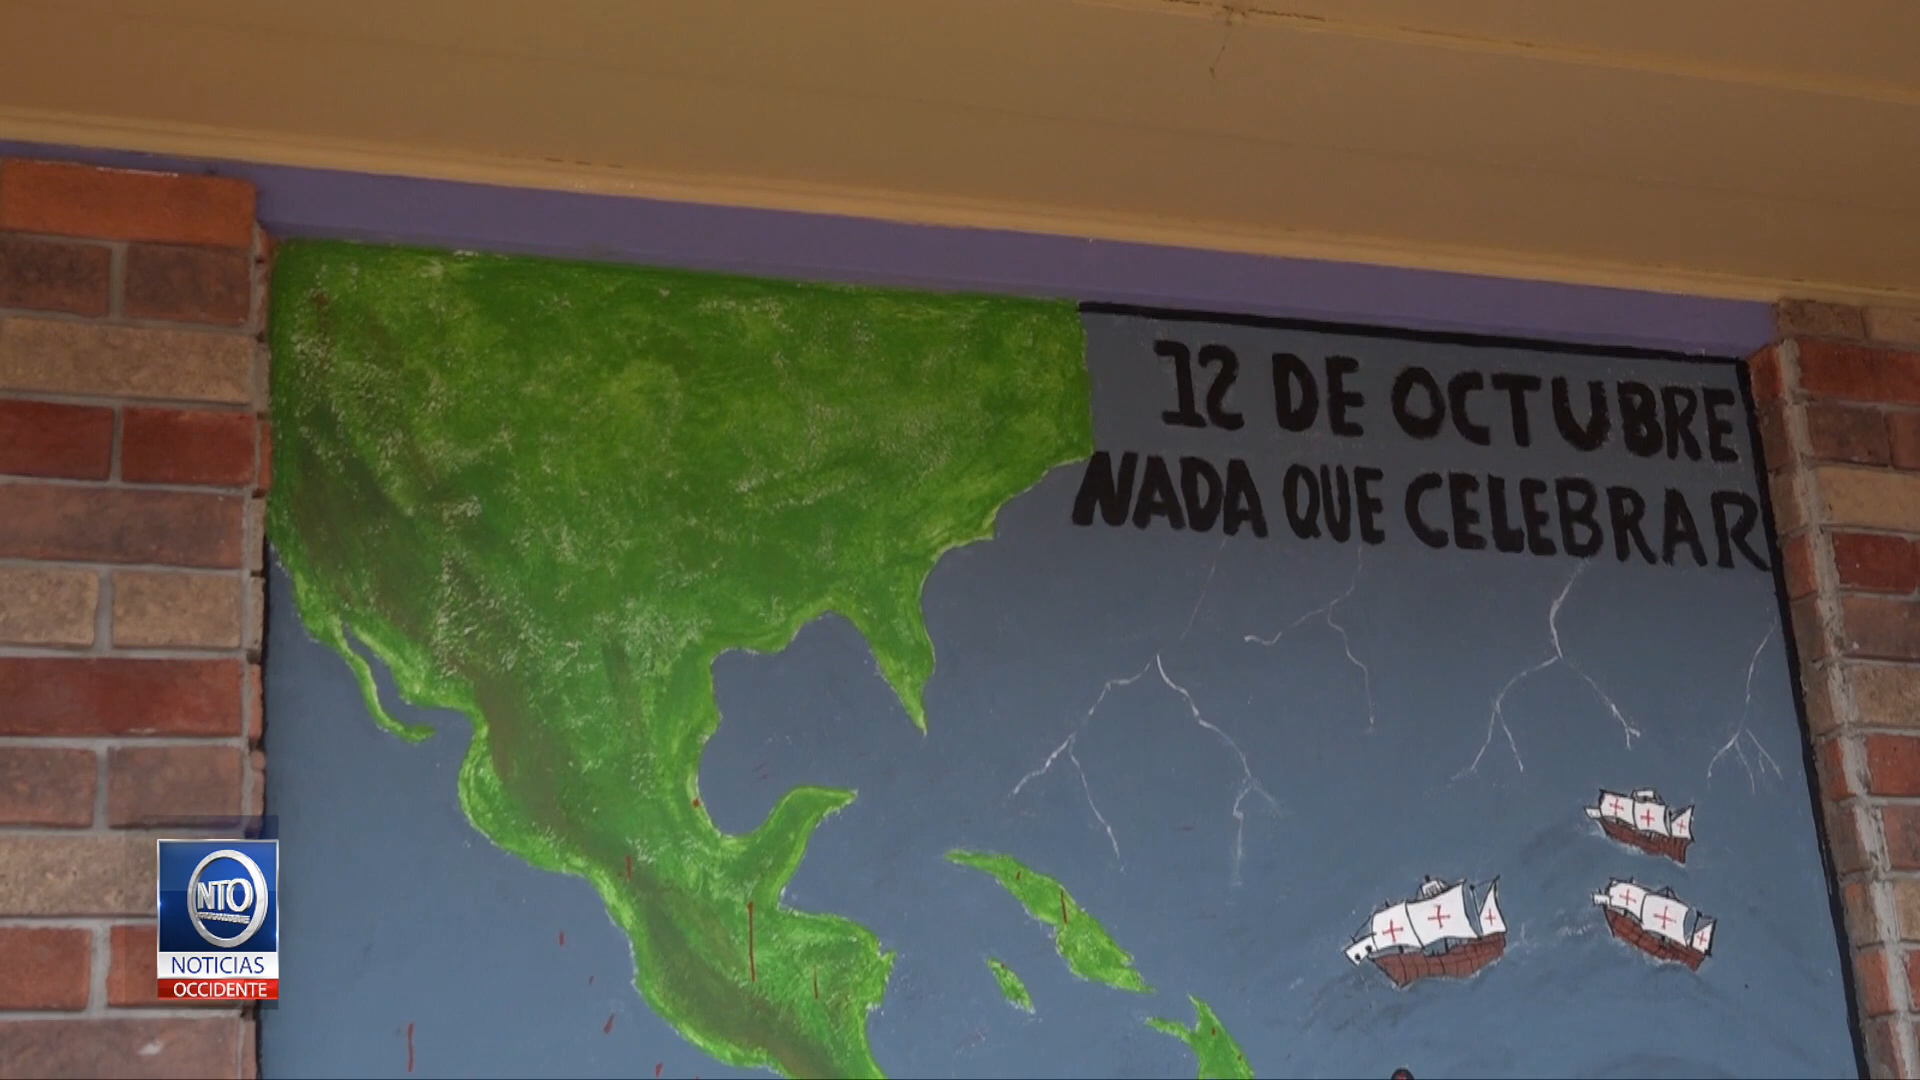 12 DE OCTUBRE
NADA QUE CELEBRAR
NTO
NOTICIAS
OCCIDENTE